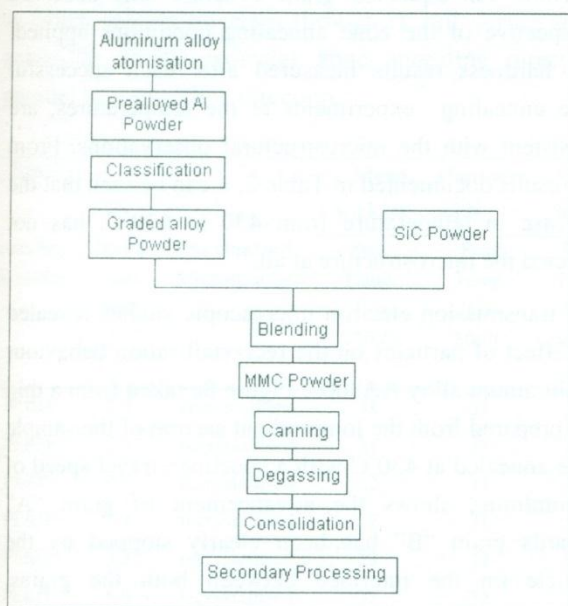 Aluminum alloy
atomisation
Prealloyed Al
Powder
Classification
Graded alloy
Powder
SiC Powder
Blending
MMC Powder
Canning
Degassing
Consolidation
Secondary Processing